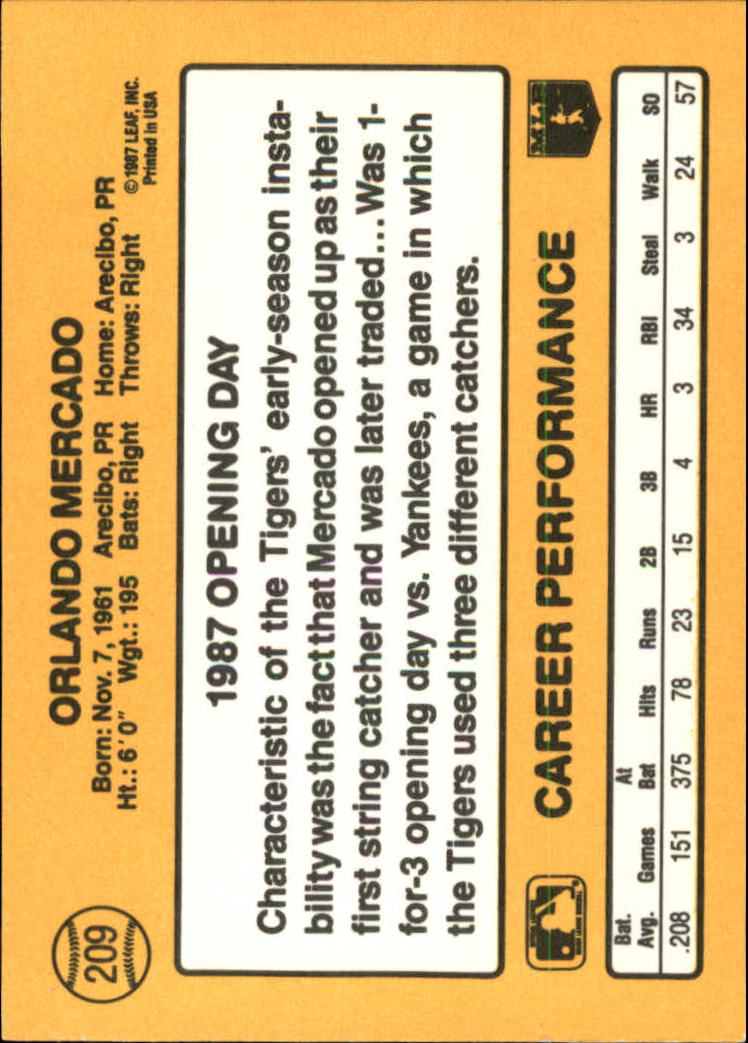 209
ORLANDO MERCADO
Born: Nov. 7, 1961 Arecibo, PR Home: Arecibo, PR
Ht.: 6' 0" Wgt.: 195 Bats: Right Throws: Right
©1987 LEAF, INC.
Printed in USA
1987 OPENING DAY
Characteristic of the Tigers' early-season insta-
bility was the fact that Mercado opened up as their
first string catcher and was later traded...Was 1-
for-3 opening day vs. Yankees, a game in which
the Tigers used three different catchers.
CAREER PERFORMANCE
Bat. Avg. Games At Bat Hits Runs 2B 3B HR RBI Steal Walk SO
.208 151 375 78 23 15 4 3 34 3 24 57